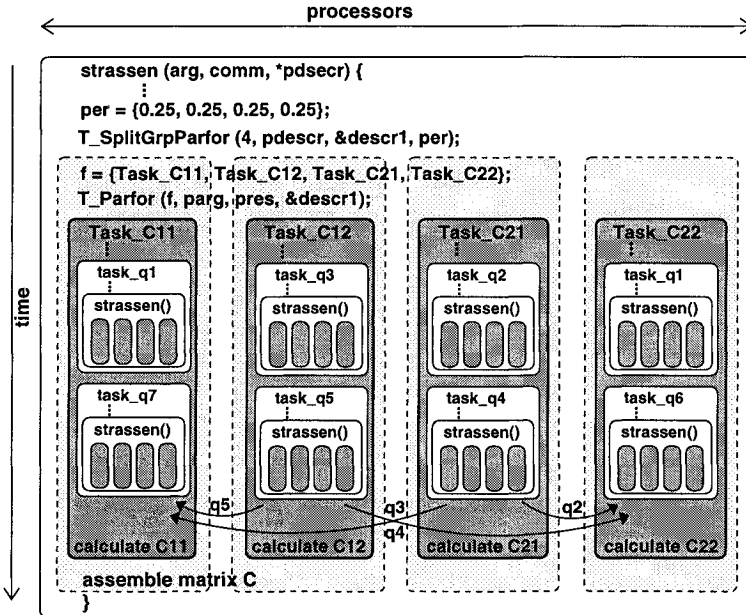 processors
time
strassen (arg, comm, *pdsecr) {
per = {0.25, 0.25, 0.25, 0.25};
T_SplitGrpParfor (4, pdescr, &descr1, per);
f = {Task_C11, Task_C12, Task_C21, Task_C22};
T_Parfor (f, parg, pres, &descr1);
Task_C11
task_q1
strassen()
task_q7
strassen()
calculate C11
Task_C12
task_q3
strassen()
task_q5
strassen()
calculate C12
Task_C21
task_q2
strassen()
task_q4
strassen()
calculate C21
Task_C22
task_q1
strassen()
task_q6
strassen()
calculate C22
q5
q3
q4
q2
assemble matrix C
}